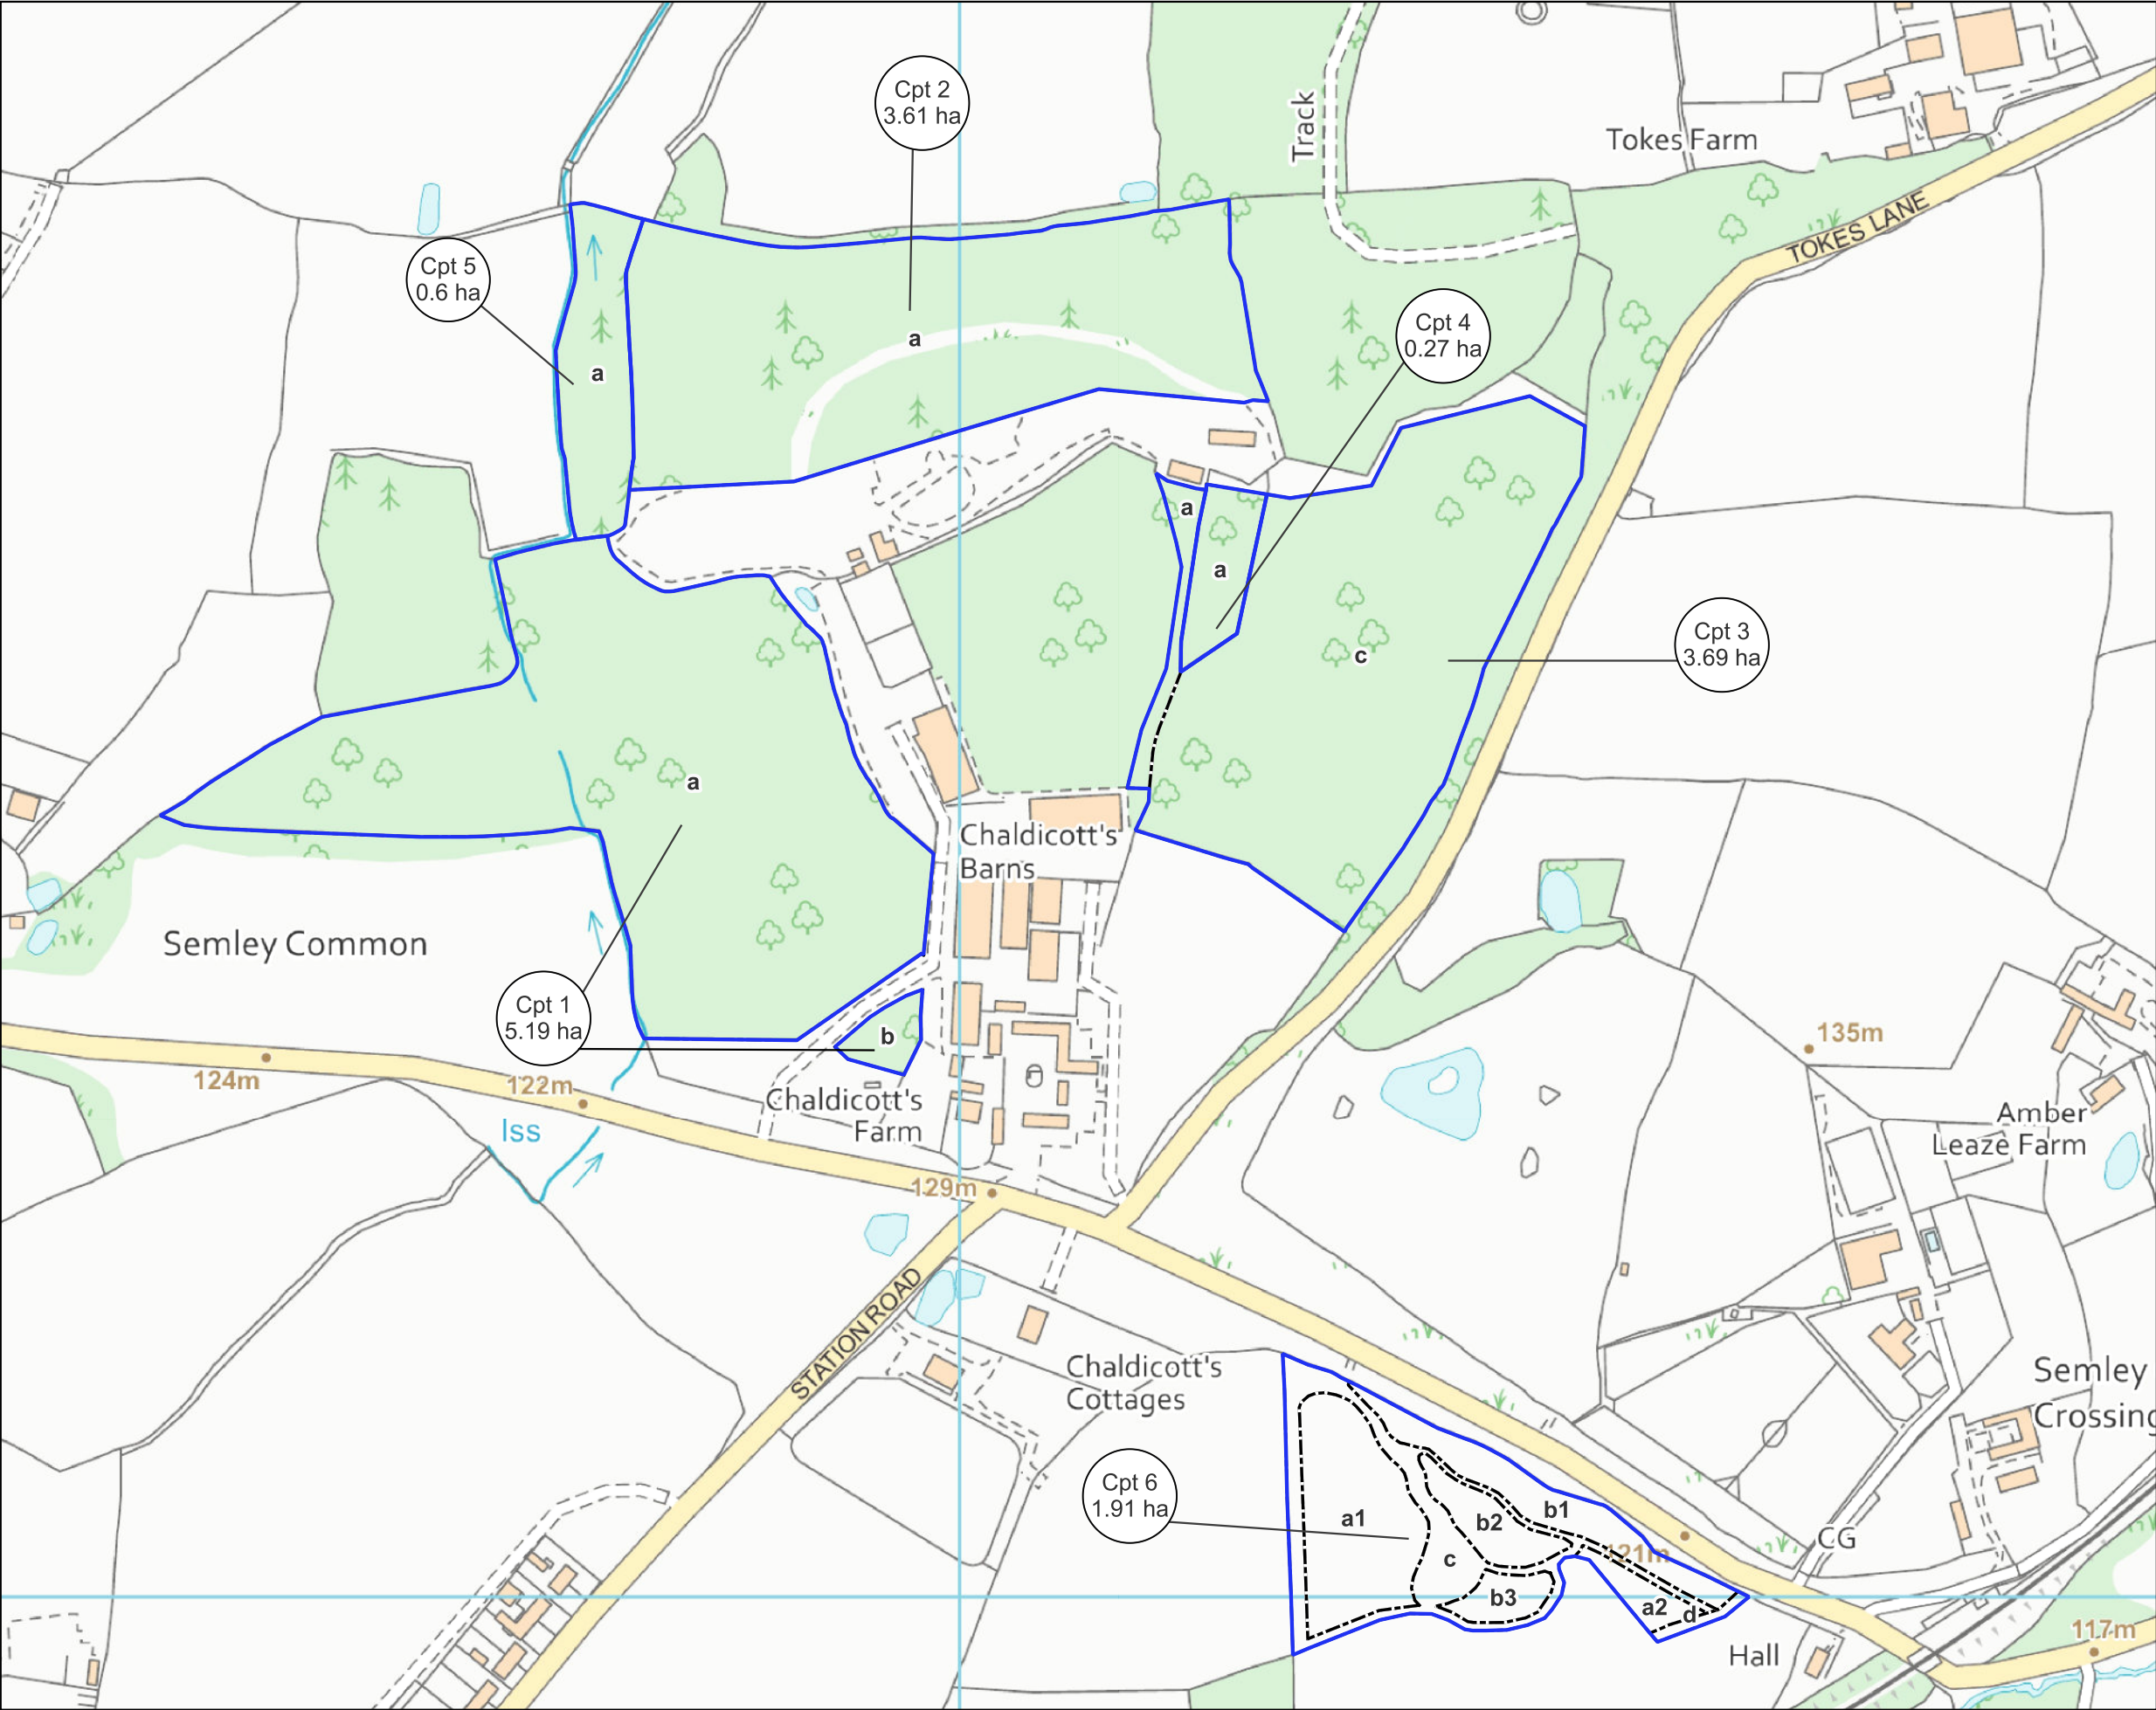 Cpt 2
3.61 ha
Track
Tokes Farm
TOKES LANE
Cpt 5
0.6 ha
a
a
Cpt 4
0.27 ha
a
a
c
Cpt 3
3.69 ha
a
Chaldicott's
Barns
Semley Common
Cpt 1
5.19 ha
b
124m
122m
Iss
Chaldicott's
Farm
129m
135m
Amber
Leaze Farm
STATION ROAD
Chaldicott's
Cottages
Semley
Crossing
Cpt 6
1.91 ha
a1
b1
b2
c
b3
121m
a2
d
CG
Hall
117m